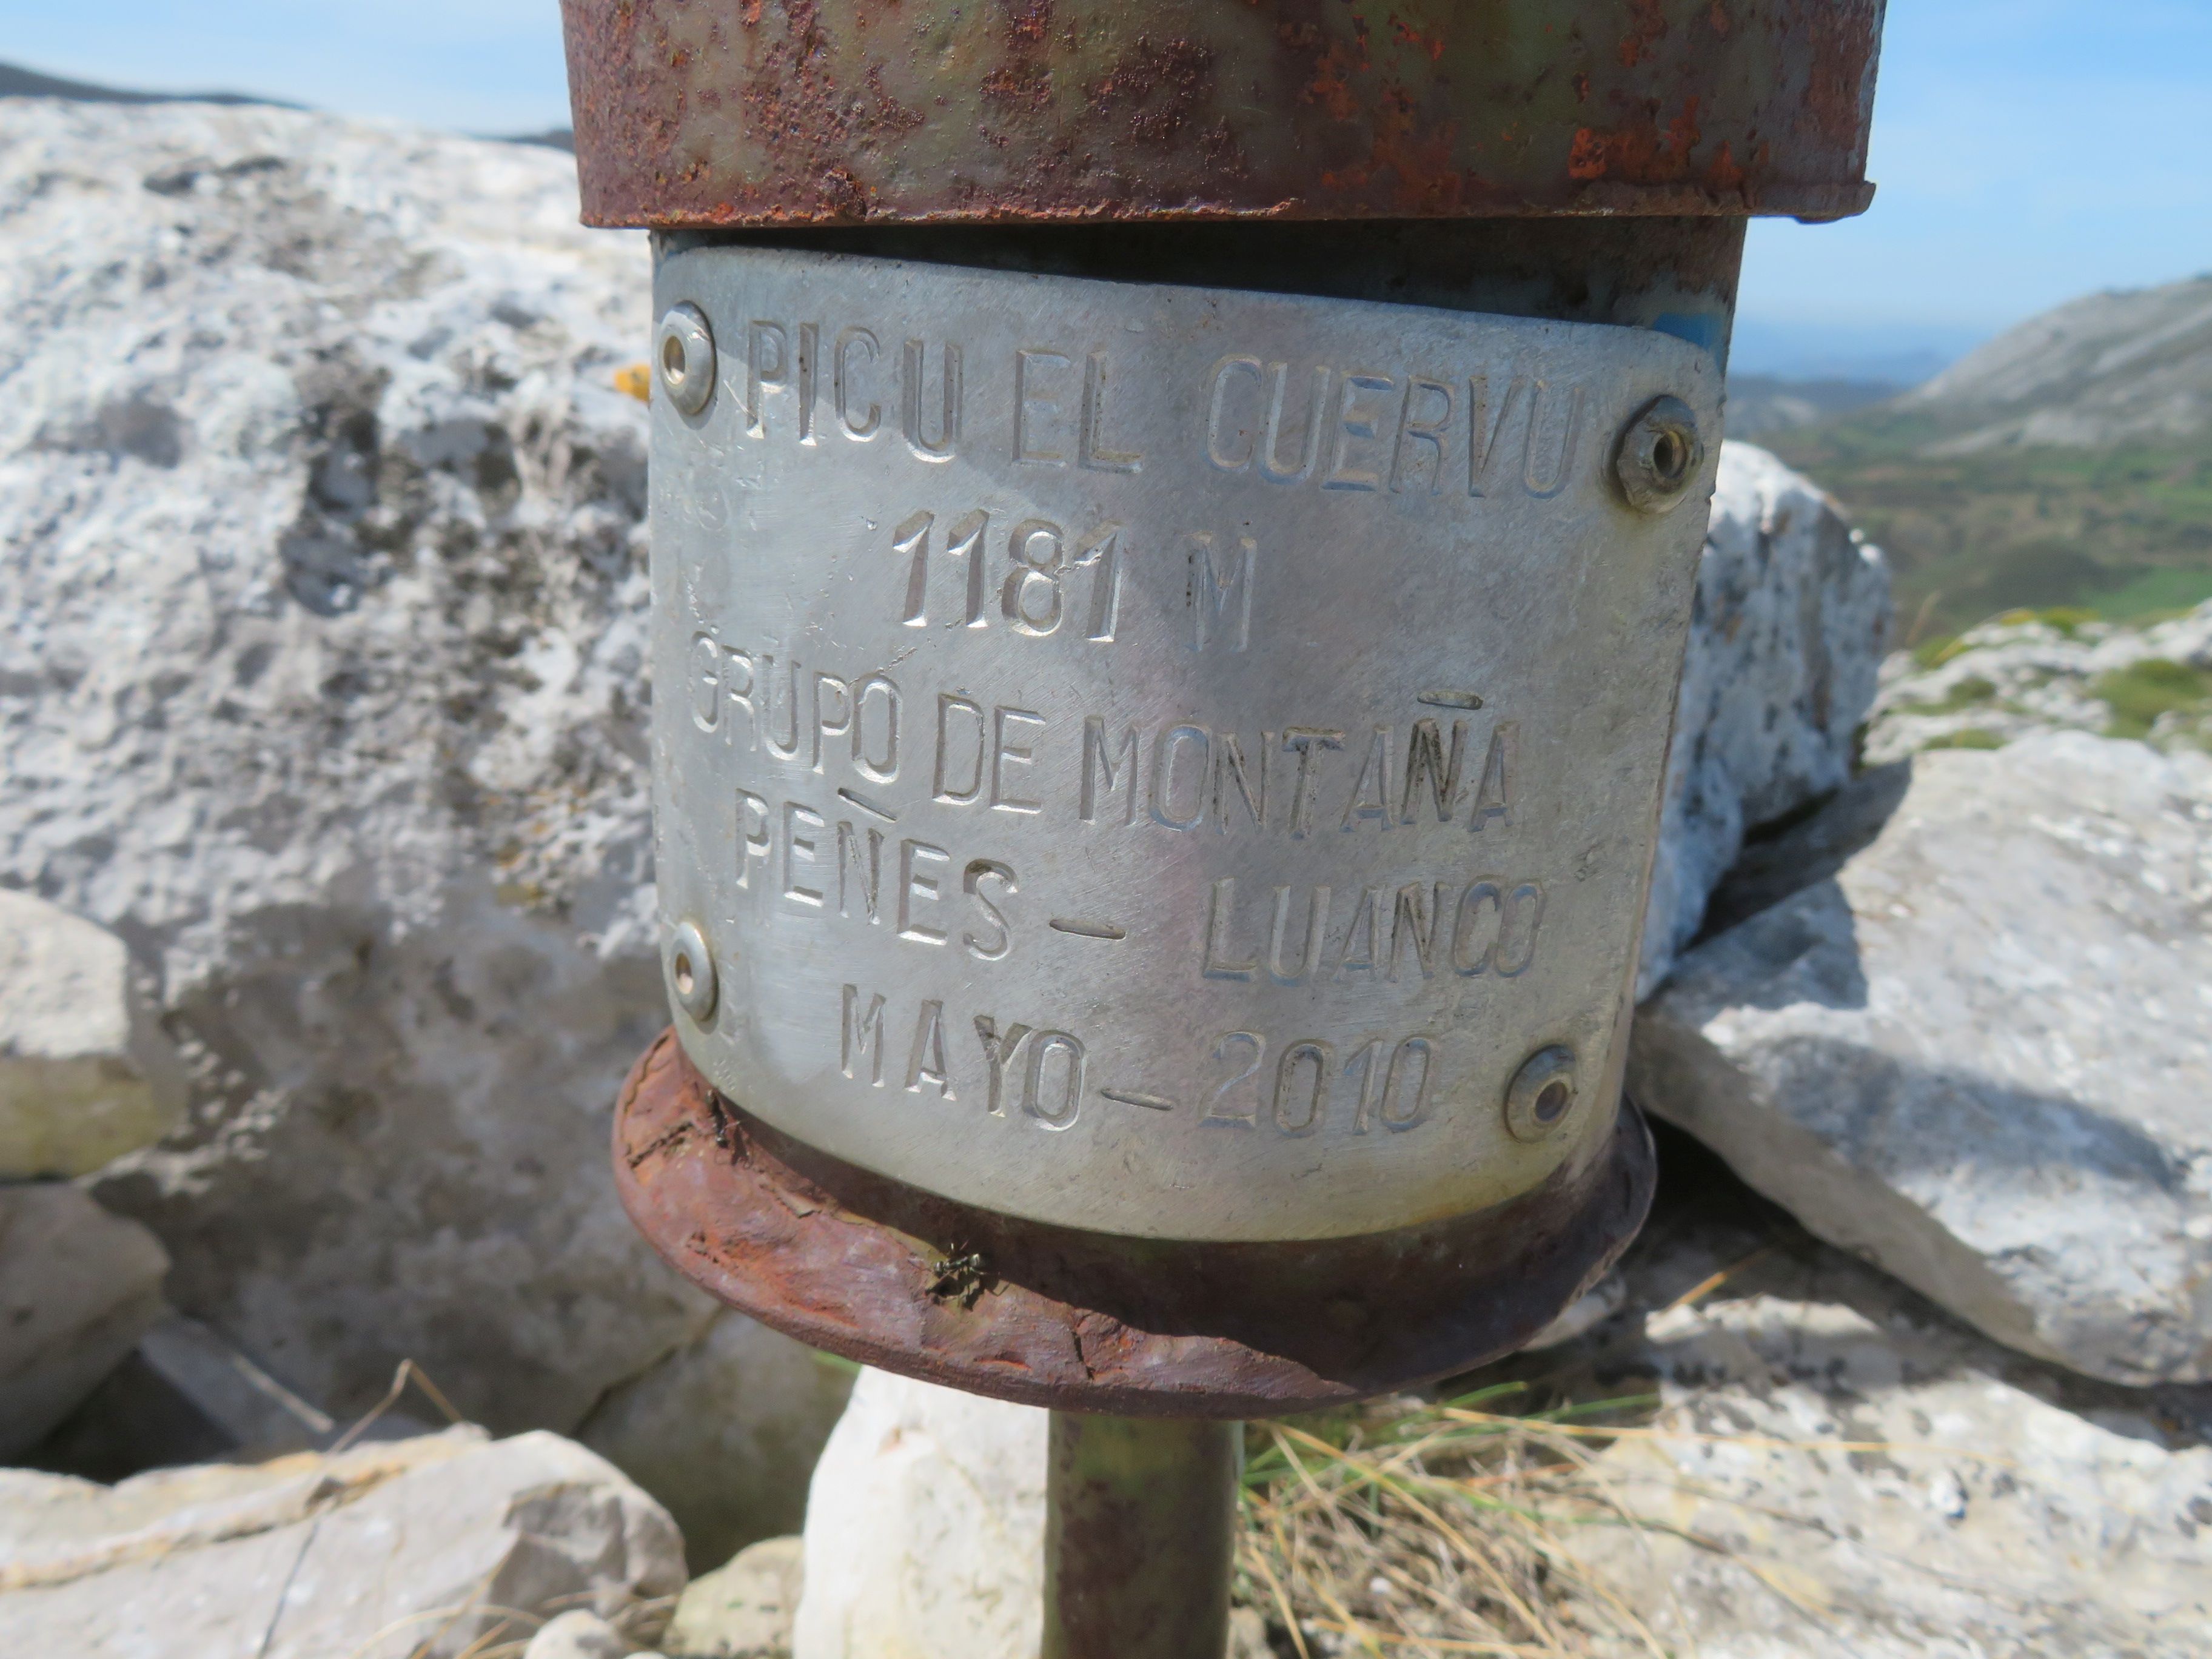 PICU EL CUERVU
1181 M
GRUPO DE MONTAÑA
PEÑES - LUANCO
MAYO - 2010